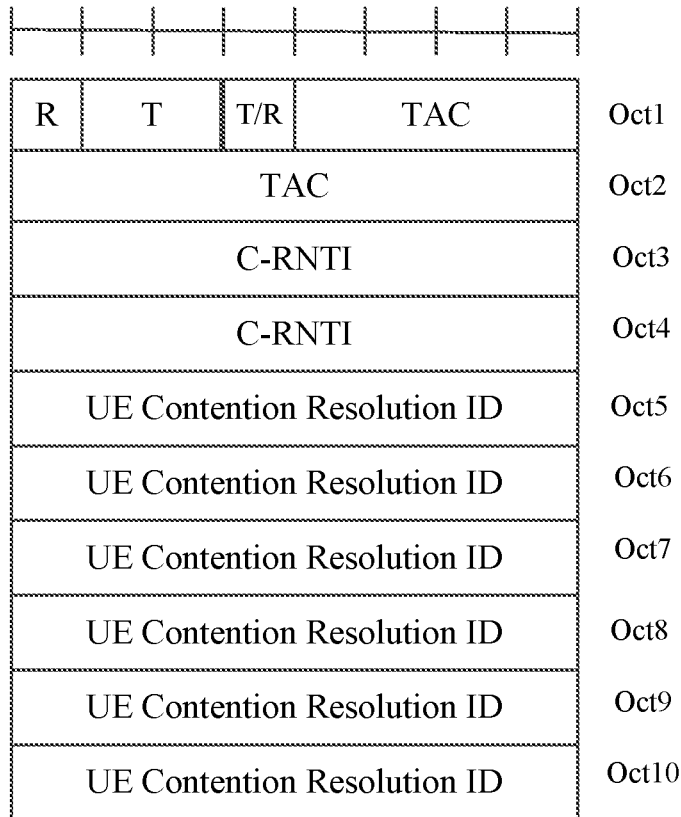 R T T/R TAC Oct1
TAC Oct2
C-RNTI Oct3
C-RNTI Oct4
UE Contention Resolution ID Oct5
UE Contention Resolution ID Oct6
UE Contention Resolution ID Oct7
UE Contention Resolution ID Oct8
UE Contention Resolution ID Oct9
UE Contention Resolution ID Oct10